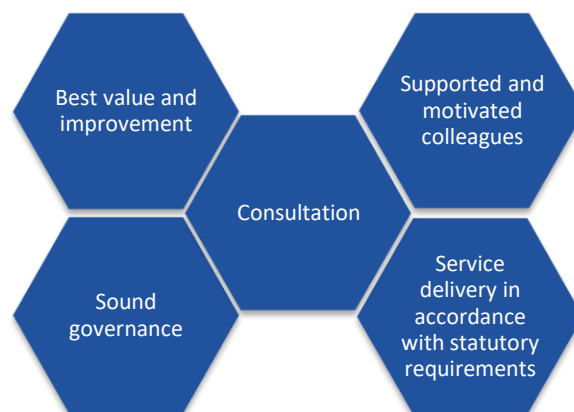 Best value and
improvement
Supported and
motivated
colleagues
Consultation
Sound
governance
Service
delivery in
accordance
with statutory
requirements